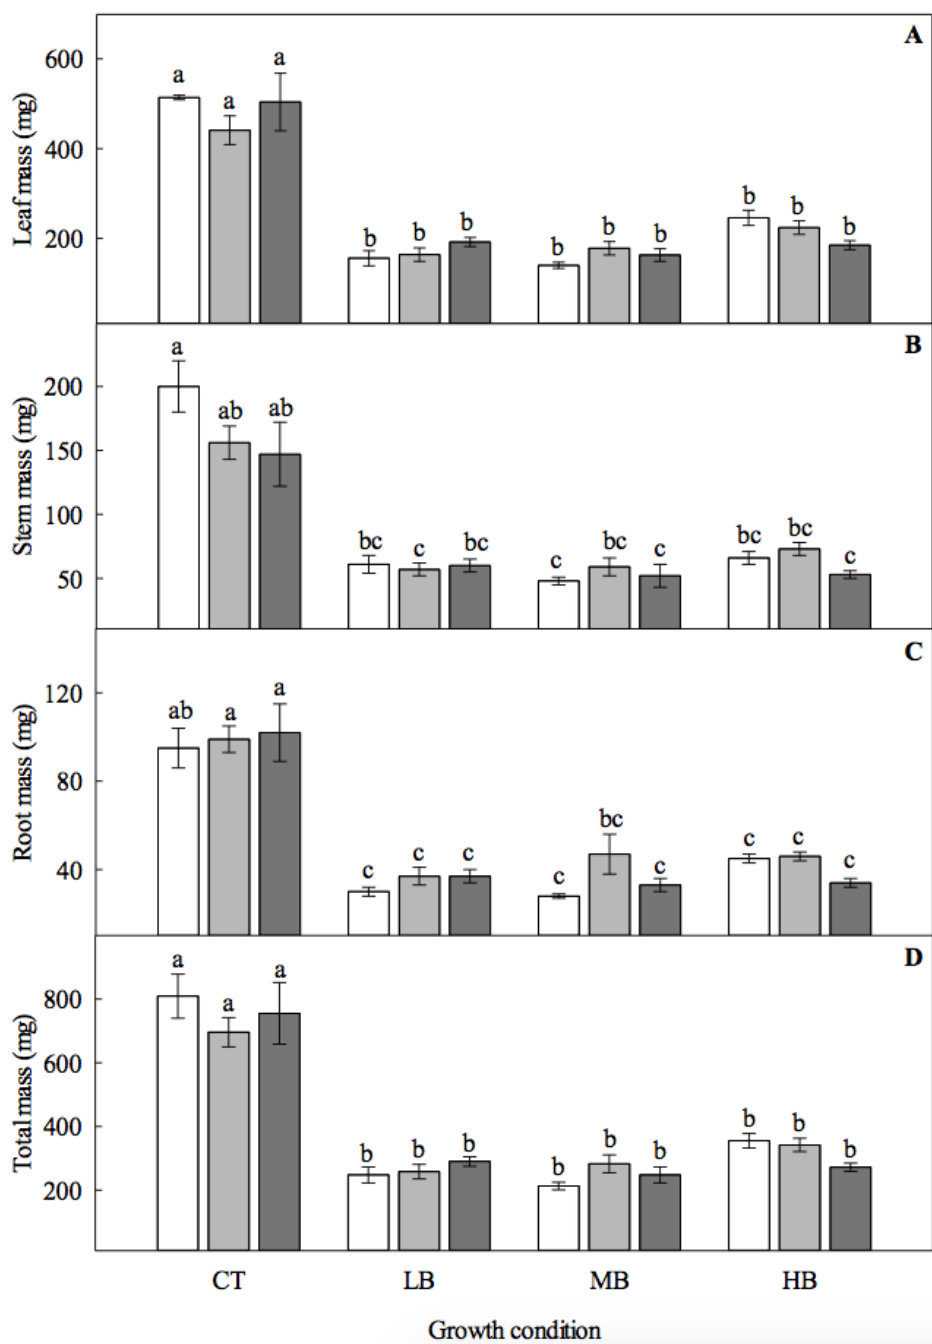 A
Leaf mass (mg)
600
400
200
a a a
b b b
b b b
b b b
B
Stem mass (mg)
200
150
100
50
a ab ab
bc c bc
c bc c
bc bc c
C
Root mass (mg)
120
80
40
ab a a
c c c
c bc c
c c c
D
Total mass (mg)
800
600
400
200
a a a
b b b
b b b
b b b
CT LB MB HB
Growth condition